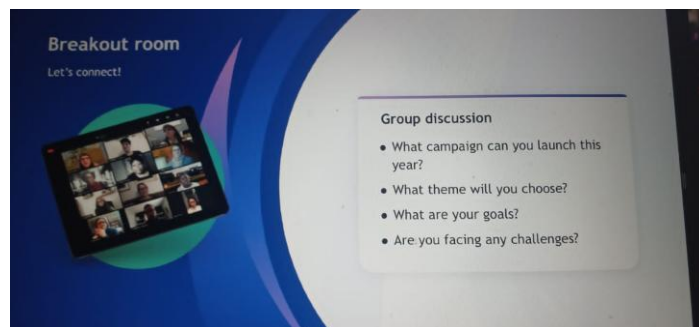 Breakout room
Let's connect!
Group discussion
• What campaign can you launch this
year?
• What theme will you choose?
• What are your goals?
• Are you facing any challenges?